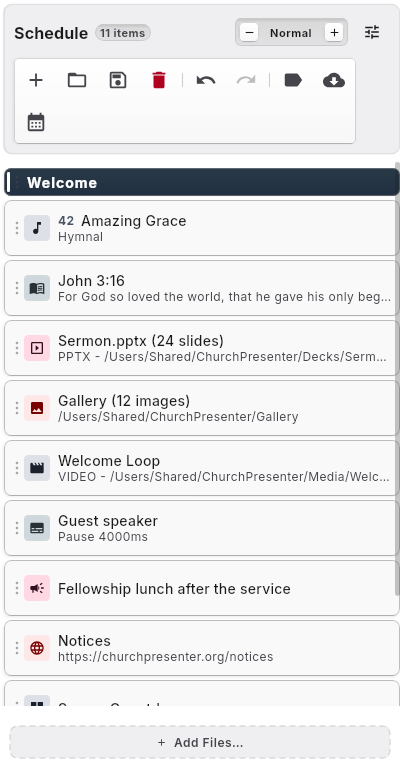 Schedule 11 items
− Normal +
Welcome
42 Amazing Grace
Hymnal
John 3:16
For God so loved the world, that he gave his only beg...
Sermon.pptx (24 slides)
PPTX - /Users/Shared/ChurchPresenter/Decks/Serm...
Gallery (12 images)
/Users/Shared/ChurchPresenter/Gallery
Welcome Loop
VIDEO - /Users/Shared/ChurchPresenter/Media/Welc...
Guest speaker
Pause 4000ms
Fellowship lunch after the service
Notices
https://churchpresenter.org/notices
+ Add Files...